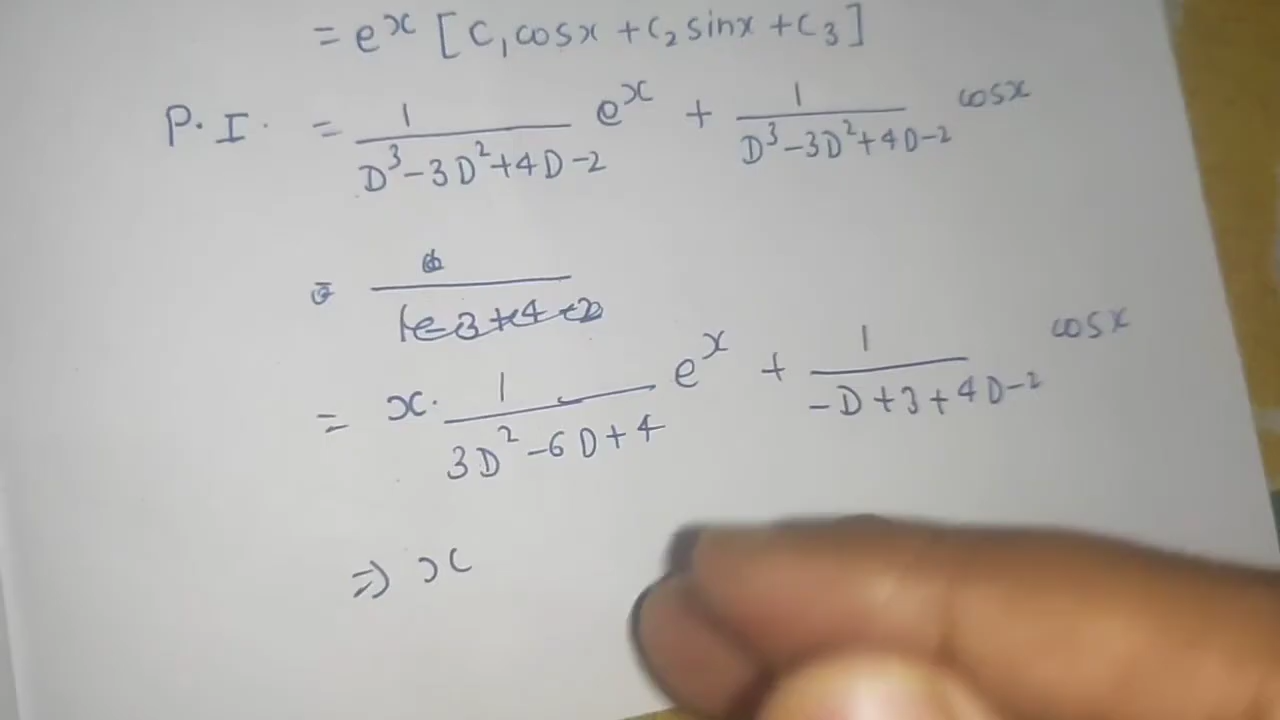 = e^x [C₁cosx + C₂sinx + C₃]
P.I. = 1/(D³-3D²+4D-2) e^x + 1/(D³-3D²+4D-2) cosx
= x. 1/(3D²-6D+4) e^x + 1/(-D+3+4D-2) cosx
⇒ x